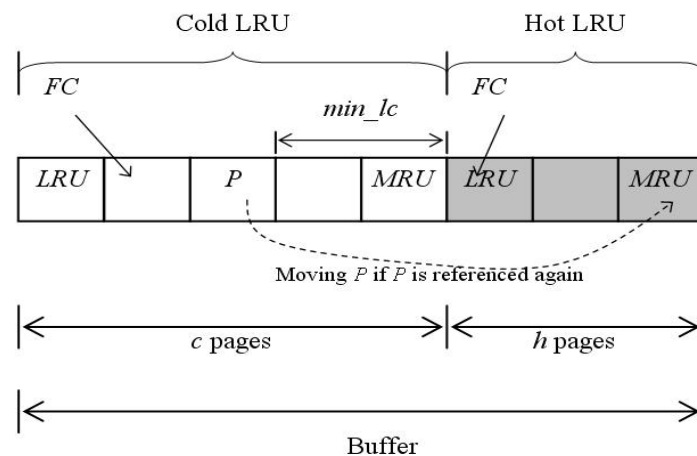 Cold LRU Hot LRU
FC FC
min_lc
LRU P MRU LRU MRU
Moving P if P is referenced again
c pages h pages
Buffer